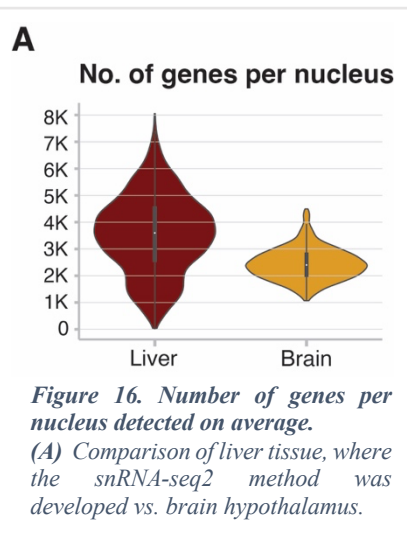 A
No. of genes per nucleus
8K
7K
6K
5K
4K
3K
2K
1K
0
Liver Brain
Figure 16. Number of genes per
nucleus detected on average.
(A) Comparison of liver tissue, where
the snRNA-seq2 method was
developed vs. brain hypothalamus.